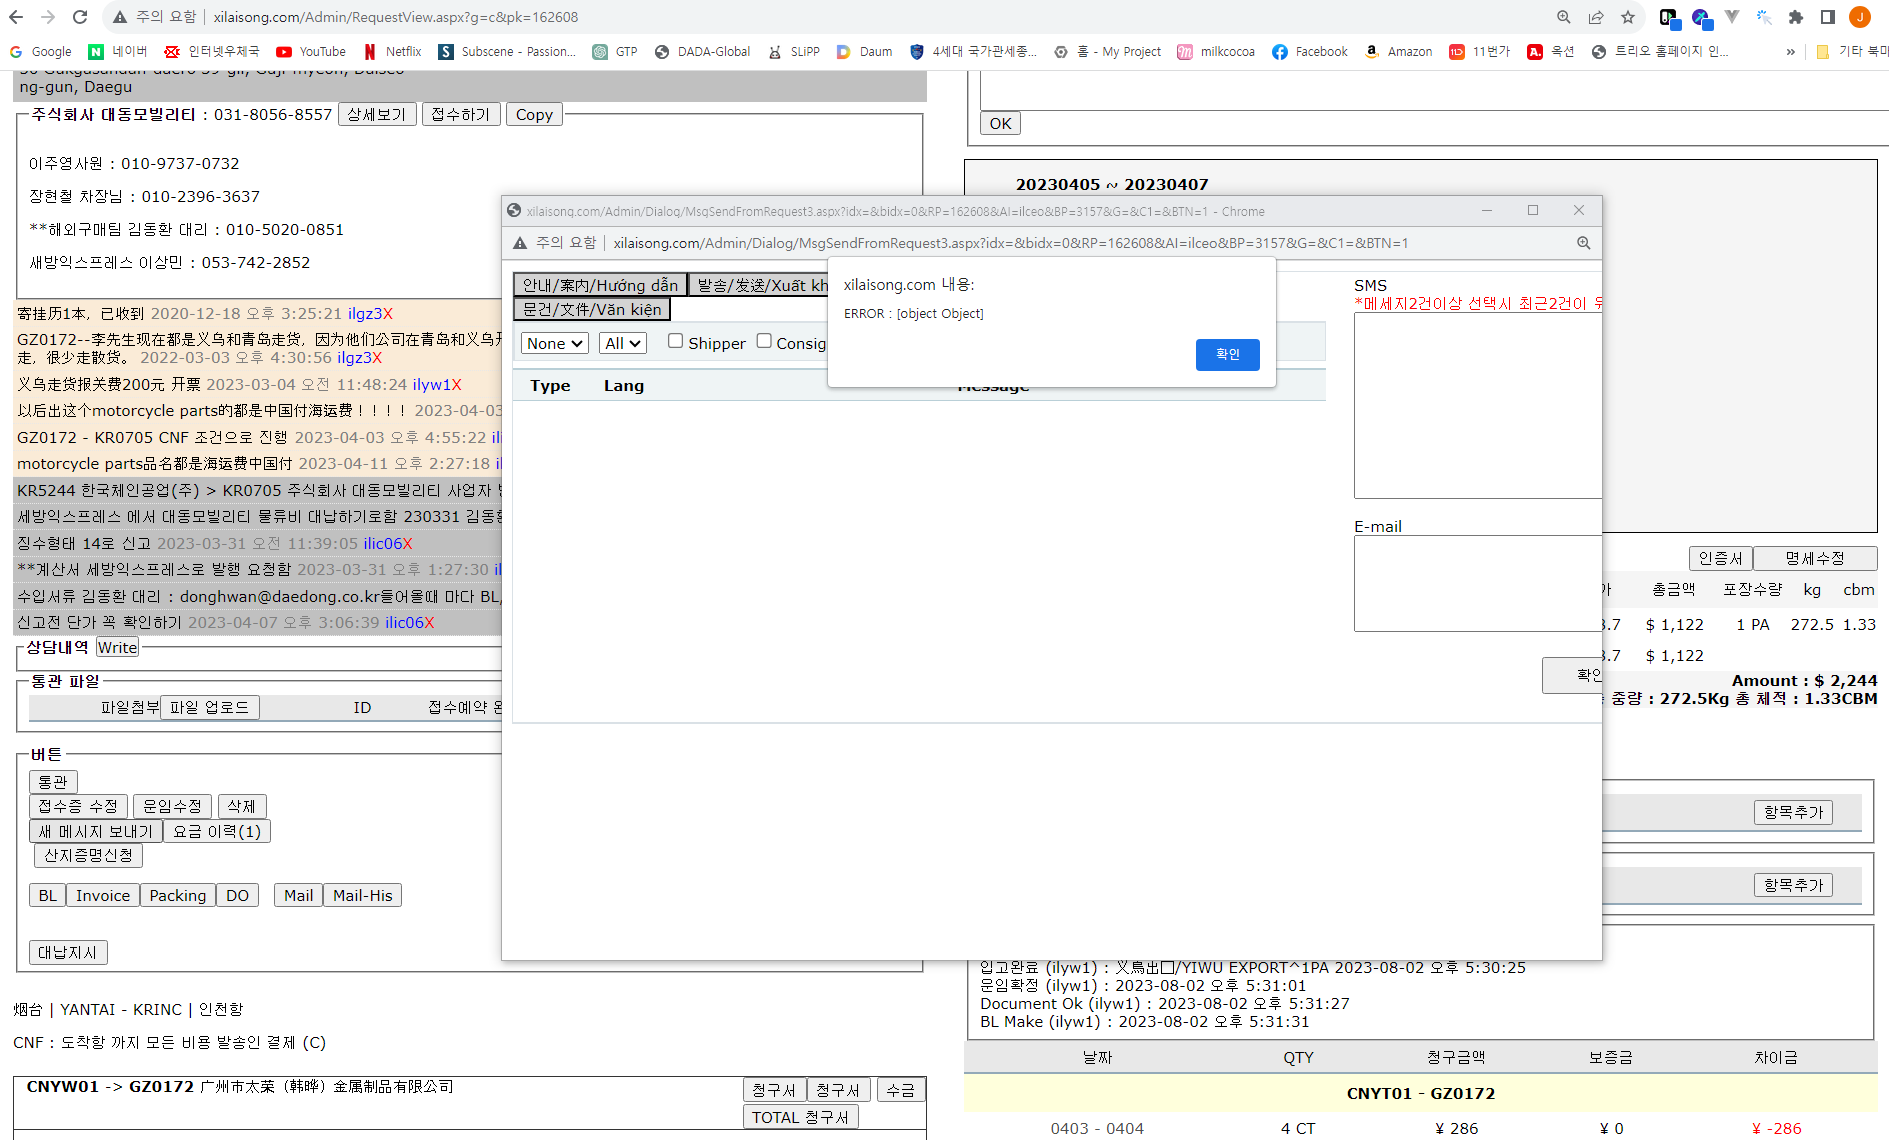 주의 요함 xilaisong.com/Admin/RequestView.aspx?g=c&pk=162608
Google 네이버 인터넷우체국 YouTube Netflix Subscene - Passion... GTP DADA-Global SLiPP Daum 4세대 국가관세종... 홈 - My Project milkcocoa Facebook Amazon 11번가 옥션 트리오 홈페이지 인... » 기타 북마
ng-gun, Daegu
주식회사 대동모빌리티 : 031-8056-8557 상세보기 접수하기 Copy
이주영사원 : 010-9737-0732
장현철 차장님 : 010-2396-3637
**해외구매팀 김동환 대리 : 010-5020-0851
새방익스프레스 이상민 : 053-742-2852
寄挂历1本，已收到 2020-12-18 오후 3:25:21 ilgz3X
GZ0172--李先生现在都是义乌和青岛走货，因为他们公司在青岛和义乌
走，很少走散货。 2022-03-03 오후 4:30:56 ilgz3X
义乌走货报关费200元 开票 2023-03-04 오전 11:48:24 ilyw1X
以后出这个motorcycle parts的都是中国付海运费！！！！ 2023-04-03
GZ0172 - KR0705 CNF 조건으로 진행 2023-04-03 오후 4:55:22
motorcycle parts品名都是海运费中国付 2023-04-11 오후 2:27:18
KR5244 한국체인공업(주) > KR0705 주식회사 대동모빌리티 사업자
세방익스프레스 에서 대동모빌리티 물류비 대납하기로함 230331 김동환
징수형태 14로 신고 2023-03-31 오전 11:39:05 ilic06X
**계산서 세방익스프레스로 발행 요청함 2023-03-31 오후 1:27:30
수입서류 김동환 대리 : donghwan@daedong.co.kr들어올때 마다 BL,
신고전 단가 꼭 확인하기 2023-04-07 오후 3:06:39 ilic06X
상담내역 Write
통관 파일
파일첨부 파일 업로드 ID 접수예약
버튼
통관
접수증 수정 운임수정 삭제
새 메시지 보내기 요금 이력(1)
산지증명신청
BL Invoice Packing DO Mail Mail-His
대납지시
烟台 | YANTAI - KRINC | 인천항
CNF : 도착항 까지 모든 비용 발송인 결제 (C)
CNYW01 -> GZ0172 广州市太荣（韩晔）金属制品有限公司 청구서 청구서 수금
TOTAL 청구서
OK
20230405 ~ 20230407
xilaisong.com/Admin/Dialog/MsgSendFromRequest3.aspx?idx=&bidx=0&RP=162608&AI=ilceo&BP=3157&G=&C1=&BTN=1 - Chrome
주의 요함 xilaisong.com/Admin/Dialog/MsgSendFromRequest3.aspx?idx=&bidx=0&RP=162608&AI=ilceo&BP=3157&G=&C1=&BTN=1
안내/案内/Hướng dẫn 발송/发送/Xuất kh
문건/文件/Văn kiện
None All Shipper Consig
Type Lang Message
xilaisong.com 내용:
ERROR : [object Object]
확인
SMS
*메세지2건이상 선택시 최근2건이
E-mail
확인
인증서 명세수정
가 총금액 포장수량 kg cbm
3.7 $ 1,122 1 PA 272.5 1.33
3.7 $ 1,122
Amount : $ 2,244
중량 : 272.5Kg 총 체적 : 1.33CBM
항목추가
항목추가
입고완료 (ilyw1) : 义烏出口/YIWU EXPORT^1PA 2023-08-02 오후 5:30:25
운임확정 (ilyw1) : 2023-08-02 오후 5:31:01
Document Ok (ilyw1) : 2023-08-02 오후 5:31:27
BL Make (ilyw1) : 2023-08-02 오후 5:31:31
날짜 QTY 청구금액 보증금 차이금
CNYT01 - GZ0172
0403 - 0404 4 CT ¥ 286 ¥ 0 ¥ -286